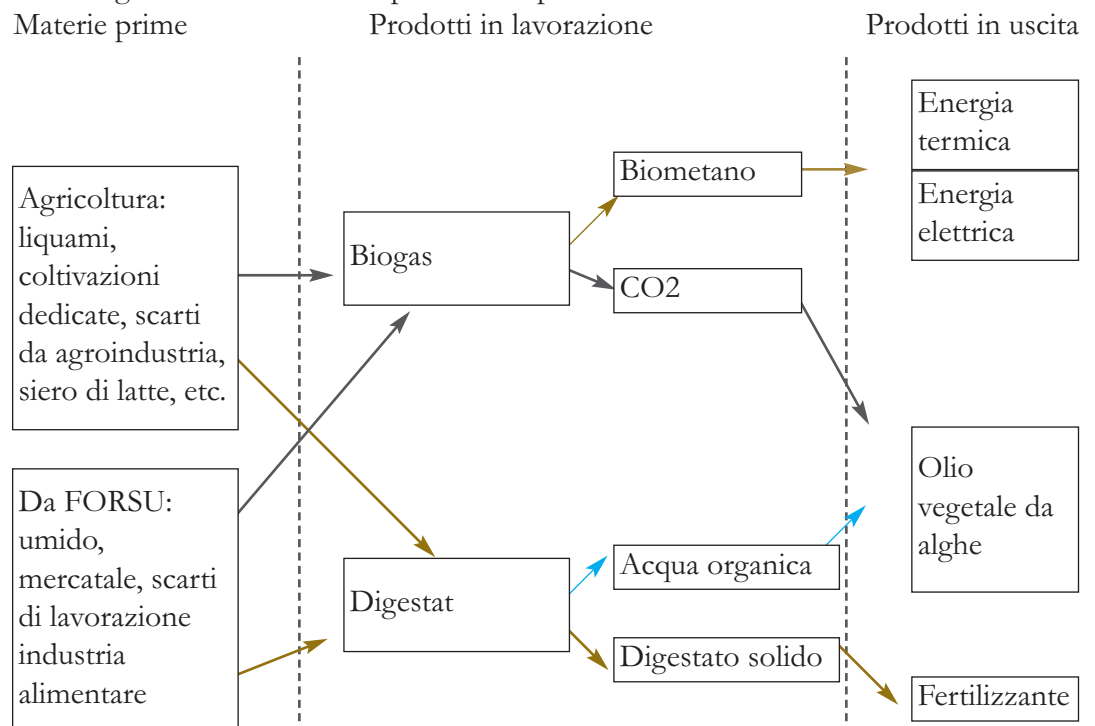 Materie prime
Prodotti in lavorazione
Prodotti in uscita
Agricoltura:
liquami,
coltivazioni
dedicate, scarti
da agroindustria,
siero di latte, etc.
Da FORSU:
umido,
mercatale, scarti
di lavorazione
industria
alimentare
Biogas
Digestat
Biometano
CO2
Acqua organica
Digestato solido
Energia
termica
Energia
elettrica
Olio
vegetale da
alghe
Fertilizzante